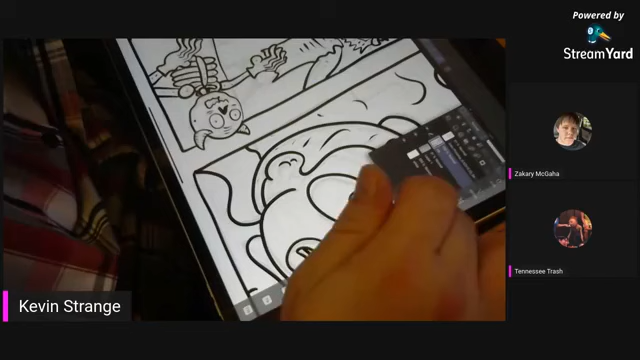 Powered by
StreamYard
Zakary McGaha
Tennessee Trash
Kevin Strange